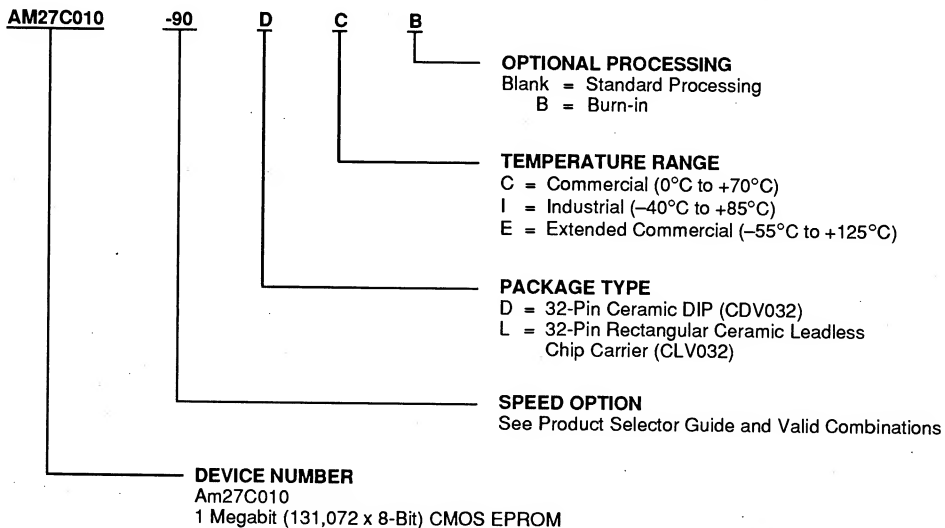 AM27C010 -90 D C B
OPTIONAL PROCESSING
Blank = Standard Processing
B = Burn-in
TEMPERATURE RANGE
C = Commercial (0°C to +70°C)
I = Industrial (–40°C to +85°C)
E = Extended Commercial (–55°C to +125°C)
PACKAGE TYPE
D = 32-Pin Ceramic DIP (CDV032)
L = 32-Pin Rectangular Ceramic Leadless
Chip Carrier (CLV032)
SPEED OPTION
See Product Selector Guide and Valid Combinations
DEVICE NUMBER
Am27C010
1 Megabit (131,072 x 8-Bit) CMOS EPROM